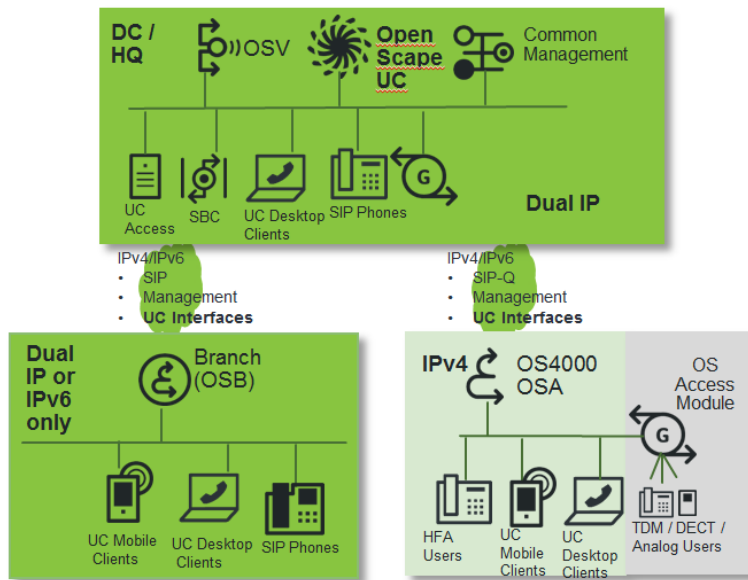 DC /
HQ
OSV
Open
Scape
UC
Common
Management
UC
Access
SBC
UC Desktop
Clients
SIP Phones
G
Dual IP
IPv4/IPv6
• SIP
• Management
• UC Interfaces
IPv4/IPv6
• SIP-Q
• Management
• UC Interfaces
Dual
IP or
IPv6
only
Branch
(OSB)
UC Mobile
Clients
UC Desktop
Clients
SIP Phones
IPv4
OS4000
OSA
OS
Access
Module
G
HFA
Users
UC
Mobile
Clients
UC
Desktop
Clients
TDM / DECT /
Analog Users